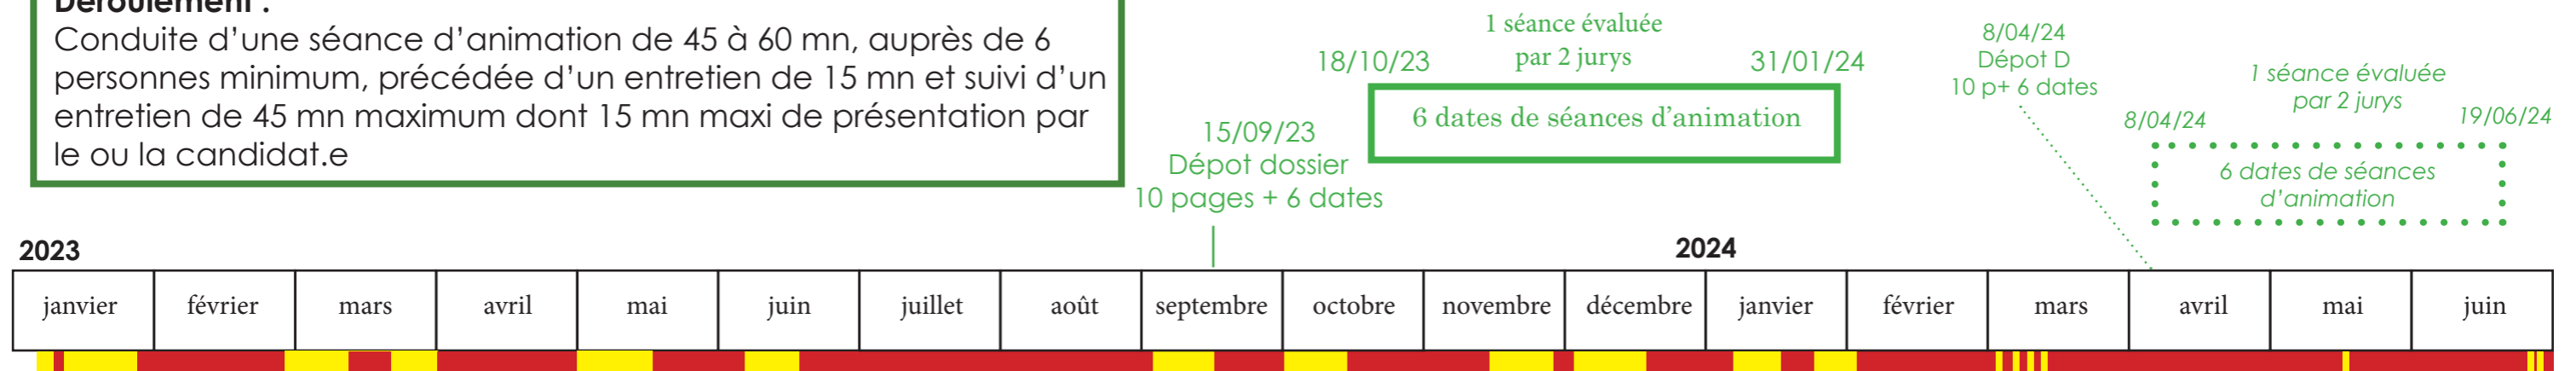 Déroulement :
Conduite d'une séance d'animation de 45 à 60 mn, auprès de 6
personnes minimum, précédée d'un entretien de 15 mn et suivi d'un
entretien de 45 mn maximum dont 15 mn maxi de présentation par
le ou la candidat.e
15/09/23
Dépot dossier
10 pages + 6 dates
18/10/23
1 séance évaluée
par 2 jurys
31/01/24
6 dates de séances d'animation
8/04/24
Dépot D
10 p+ 6 dates
8/04/24
1 séance évaluée
par 2 jurys
19/06/24
6 dates de séances
d'animation
2023
2024
janvier février mars avril mai juin juillet août septembre octobre novembre décembre janvier février mars avril mai juin